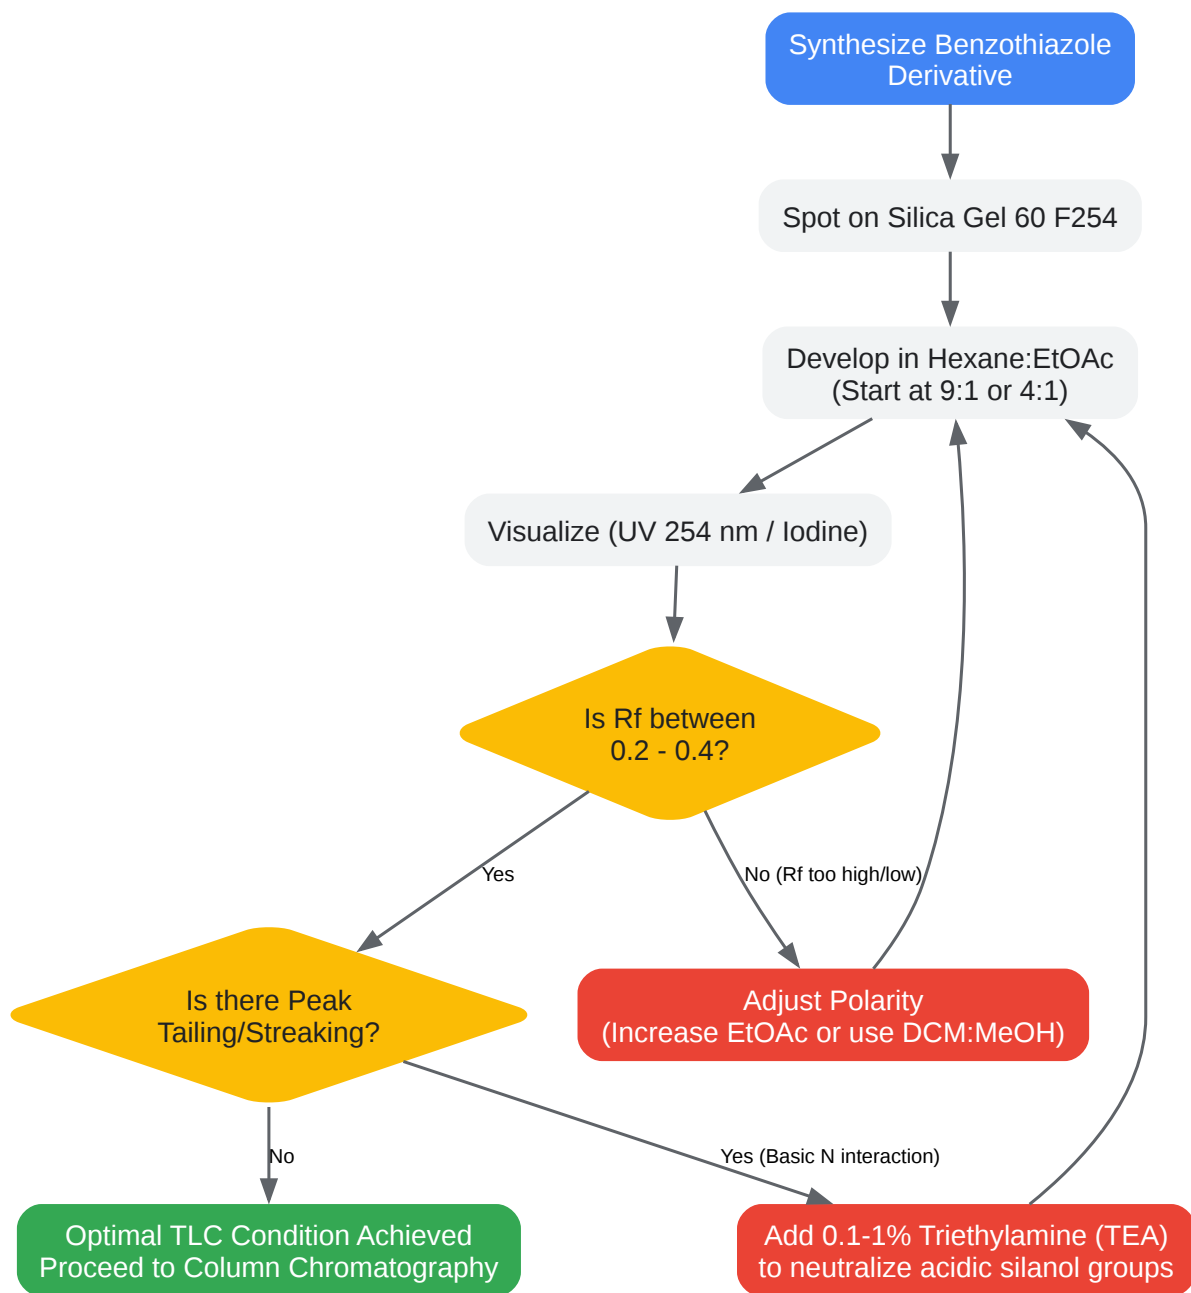 Synthesize Benzothiazole
Derivative
Spot on Silica Gel 60 F254
Develop in Hexane:EtOAc
(Start at 9:1 or 4:1)
Visualize (UV 254 nm / Iodine)
Is Rf between
0.2 - 0.4?
Yes
No (Rf too high/low)
Is there Peak
Tailing/Streaking?
Adjust Polarity
(Increase EtOAc or use DCM:MeOH)
No
Yes (Basic N interaction)
Optimal TLC Condition Achieved
Proceed to Column Chromatography
Add 0.1-1% Triethylamine (TEA)
to neutralize acidic silanol groups